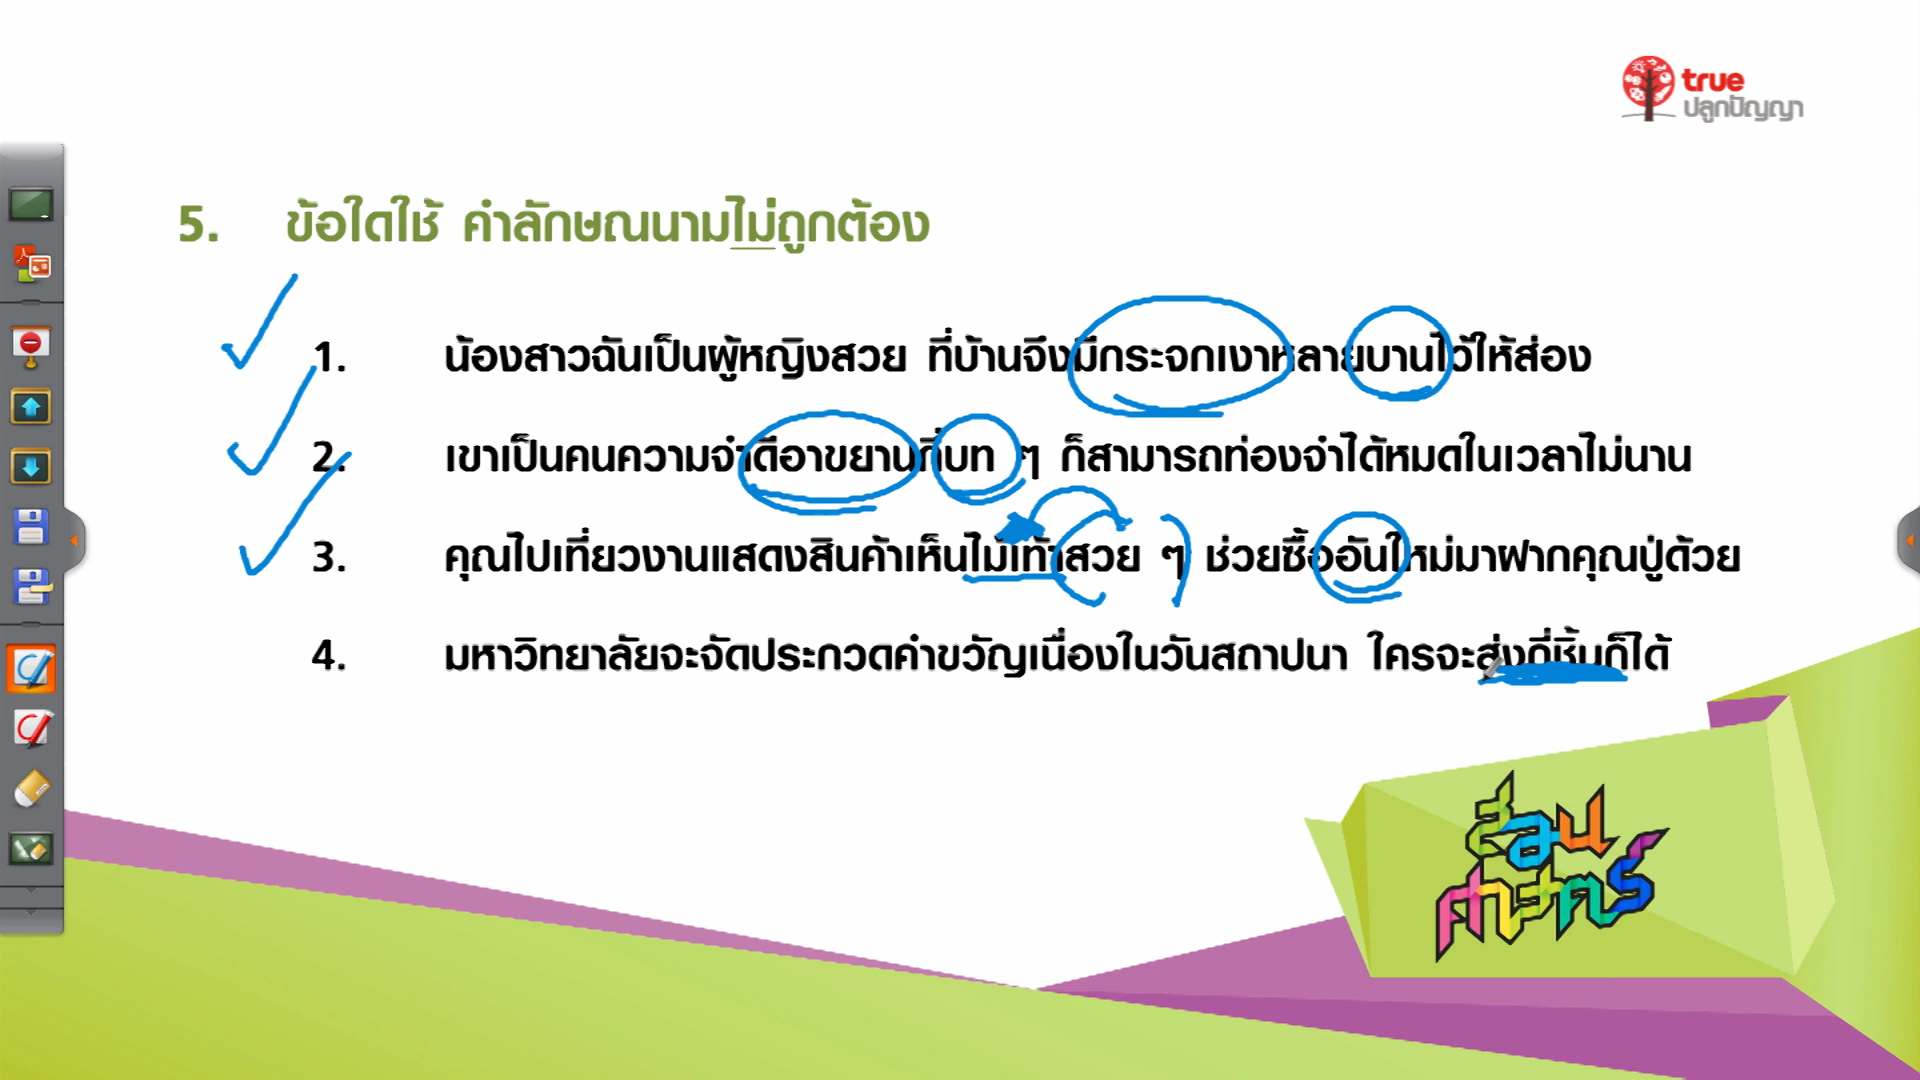 true
ปลูกปัญญา
5. ข้อใดใช้ คำลักษณนามไม่ถูกต้อง
1. น้องสาวฉันเป็นผู้หญิงสวย ที่บ้านจึงมีกระจกเงาหลายบานไว้ให้ส่อง
2. เขาเป็นคนความจำดีอาขยานกี่บท ๆ ก็สามารถท่องจำได้หมดในเวลาไม่นาน
3. คุณไปเที่ยวงานแสดงสินค้าเห็นไม้เท้าสวย ๆ ช่วยซื้ออันใหม่มาฝากคุณปู่ด้วย
4. มหาวิทยาลัยจะจัดประกวดคำขวัญเนื่องในวันสถาปนา ใครจะส่งกี่ชิ้นก็ได้
สอน
ศาสตร์